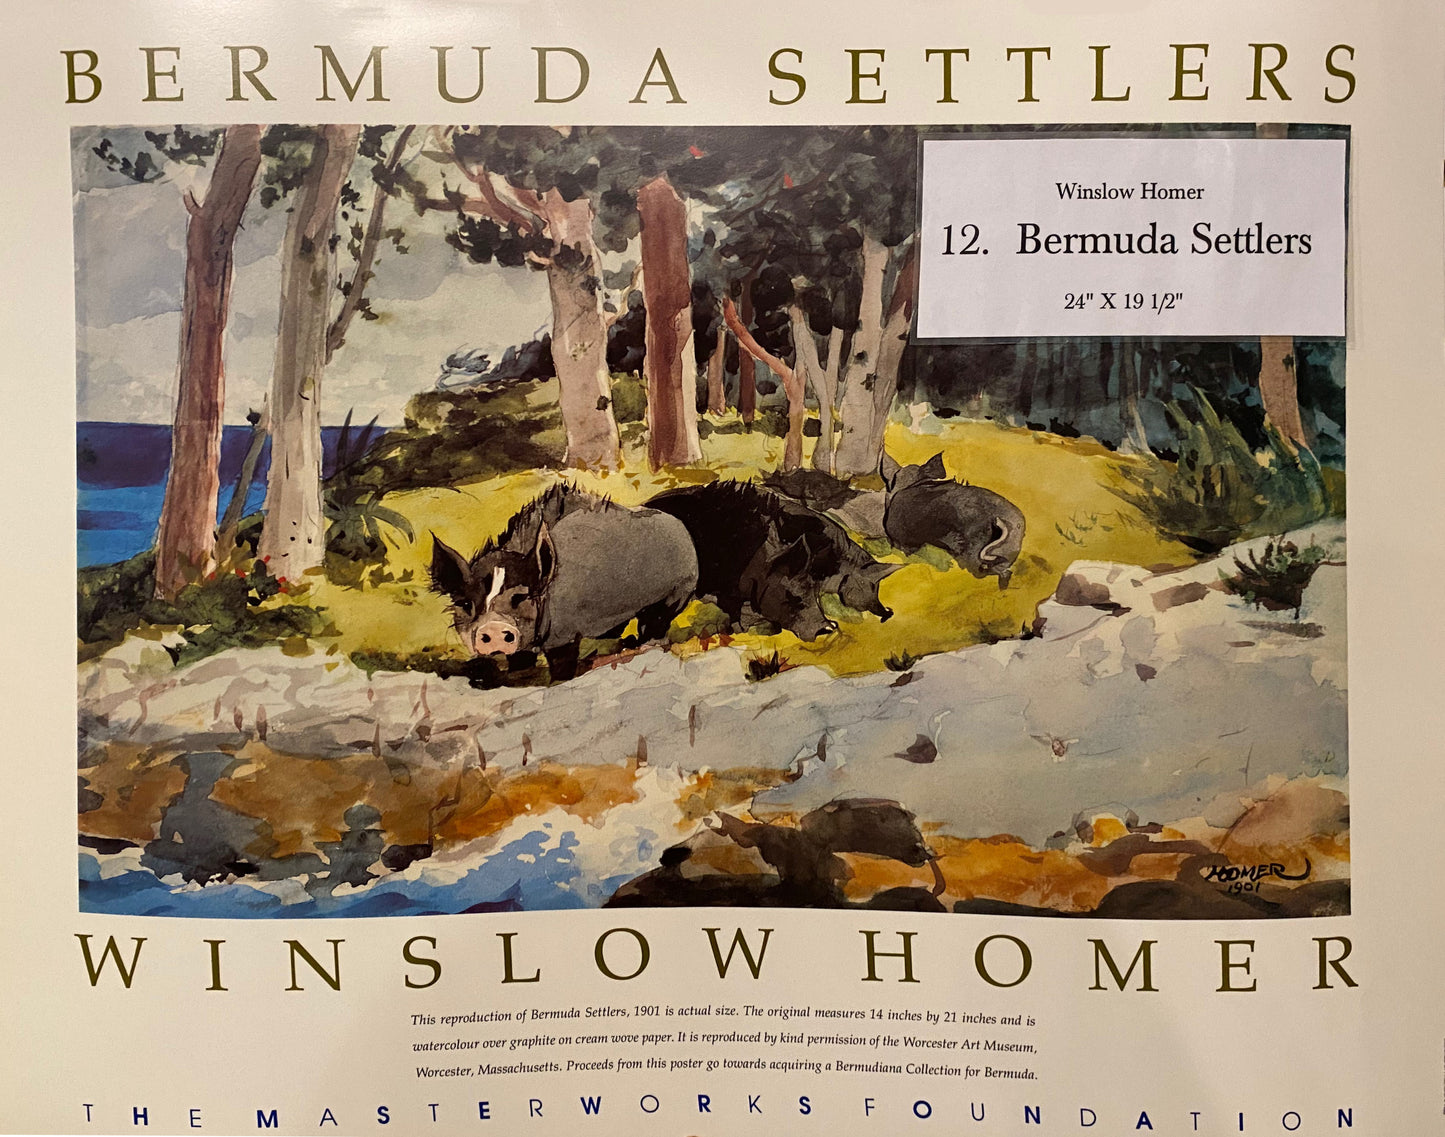 BERMUDA SETTLERS
Winslow Homer
12. Bermuda Settlers
24" X 19 1/2"
HOMER
1901
WINSLOW HOMER
This reproduction of Bermuda Settlers, 1901 is actual size. The original measures 14 inches by 21 inches and is
watercolour over graphite on cream wove paper. It is reproduced by kind permission of the Worcester Art Museum,
Worcester, Massachusetts. Proceeds from this poster go towards acquiring a Bermudiana Collection for Bermuda.
THE MASTERWORKS FOUNDATION